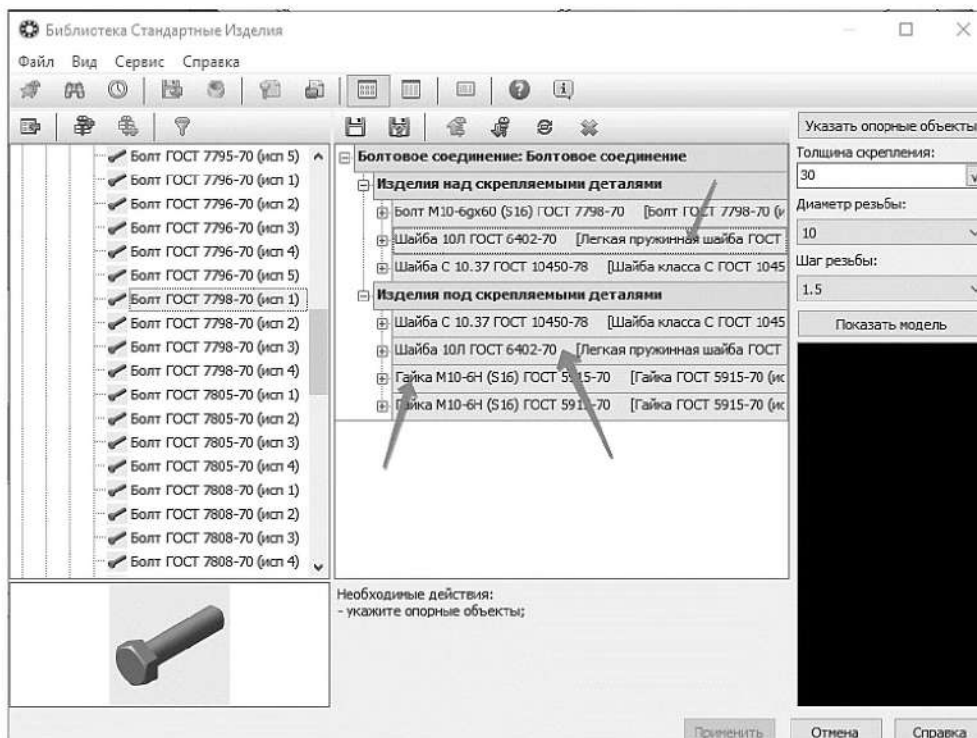 Библиотека Стандартные Изделия
Файл Вид Сервис Справка
Болт ГОСТ 7795-70 (исп 5)
Болт ГОСТ 7796-70 (исп 1)
Болт ГОСТ 7796-70 (исп 2)
Болт ГОСТ 7796-70 (исп 3)
Болт ГОСТ 7796-70 (исп 4)
Болт ГОСТ 7796-70 (исп 5)
Болт ГОСТ 7798-70 (исп 1)
Болт ГОСТ 7798-70 (исп 2)
Болт ГОСТ 7798-70 (исп 3)
Болт ГОСТ 7798-70 (исп 4)
Болт ГОСТ 7805-70 (исп 1)
Болт ГОСТ 7805-70 (исп 2)
Болт ГОСТ 7805-70 (исп 3)
Болт ГОСТ 7805-70 (исп 4)
Болт ГОСТ 7808-70 (исп 1)
Болт ГОСТ 7808-70 (исп 2)
Болт ГОСТ 7808-70 (исп 3)
Болт ГОСТ 7808-70 (исп 4)
Болтовое соединение: Болтовое соединение
Изделия над скрепляемыми деталями
Болт М10-6gx60 (S16) ГОСТ 7798-70 [Болт ГОСТ 7798-70 (и
Шайба 10Л ГОСТ 6402-70 [Легкая пружинная шайба ГОСТ
Шайба С 10.37 ГОСТ 10450-78 [Шайба класса С ГОСТ 1045
Изделия под скрепляемыми деталями
Шайба С 10.37 ГОСТ 10450-78 [Шайба класса С ГОСТ 1045
Шайба 10Л ГОСТ 6402-70 [Легкая пружинная шайба ГОСТ
Гайка М10-6Н (S16) ГОСТ 5915-70 [Гайка ГОСТ 5915-70 (ис
Гайка М10-6Н (S16) ГОСТ 5915-70 [Гайка ГОСТ 5915-70 (ис
Необходимые действия:
- укажите опорные объекты;
Указать опорные объекты
Толщина скрепления:
30
Диаметр резьбы:
10
Шаг резьбы:
1.5
Показать модель
Применить Отмена Справка